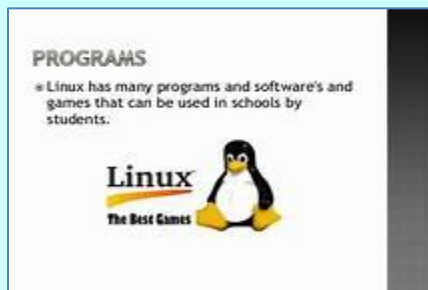 PROGRAMS
Linux has many programs and software's and
games that can be used in schools by
students.
Linux
The Best Games